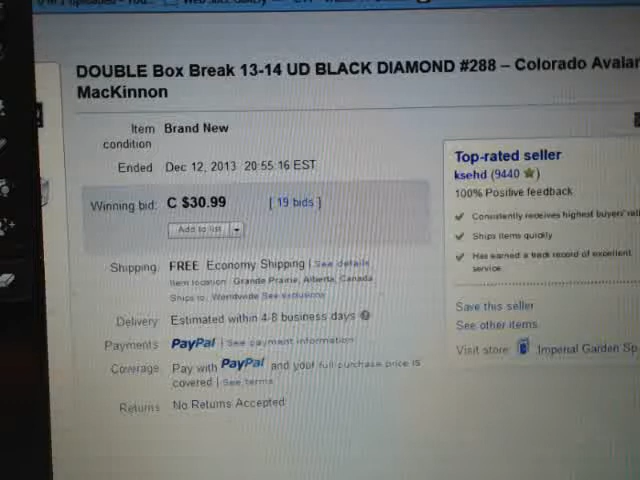 DOUBLE Box Break 13-14 UD BLACK DIAMOND #288 – Colorado Avalan
MacKinnon
Item condition Brand New
Ended Dec 12, 2013 20:55:16 EST
Winning bid: C $30.99 [ 19 bids ]
Add to list
Shipping: FREE Economy Shipping | See details
Item location: Grande Prairie, Alberta, Canada
Ships to: Worldwide See exclusions
Delivery: Estimated within 4-8 business days
Payments: PayPal | See payment information
Coverage: Pay with PayPal and your full purchase price is
covered | See terms
Returns: No Returns Accepted
Top-rated seller
ksehd (9440)
100% Positive feedback
Consistently receives highest buyers' rati
Ships items quickly
Has earned a track record of excellent
service
Save this seller
See other items
Visit store: Imperial Garden Sp